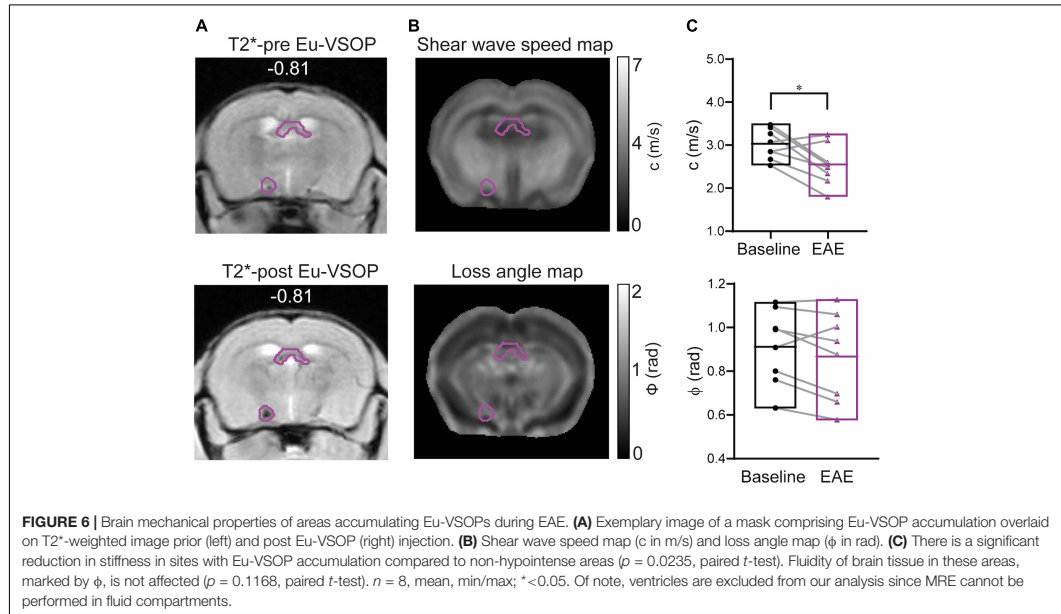 A
B
C
T2*-pre Eu-VSOP
-0.81
Shear wave speed map
7
4
0
c (m/s)
5.0
4.0
3.0
2.0
1.0
c (m/s)
*
Baseline
EAE
T2*-post Eu-VSOP
-0.81
Loss angle map
2
1
0
Φ (rad)
1.2
1.0
0.8
0.6
0.4
ϕ (rad)
Baseline
EAE
FIGURE 6 | Brain mechanical properties of areas accumulating Eu-VSOPs during EAE. (A) Exemplary image of a mask comprising Eu-VSOP accumulation overlaid
on T2*-weighted image prior (left) and post Eu-VSOP (right) injection. (B) Shear wave speed map (c in m/s) and loss angle map (ϕ in rad). (C) There is a significant
reduction in stiffness in sites with Eu-VSOP accumulation compared to non-hypointense areas (p = 0.0235, paired t-test). Fluidity of brain tissue in these areas,
marked by ϕ, is not affected (p = 0.1168, paired t-test). n = 8, mean, min/max; *<0.05. Of note, ventricles are excluded from our analysis since MRE cannot be
performed in fluid compartments.